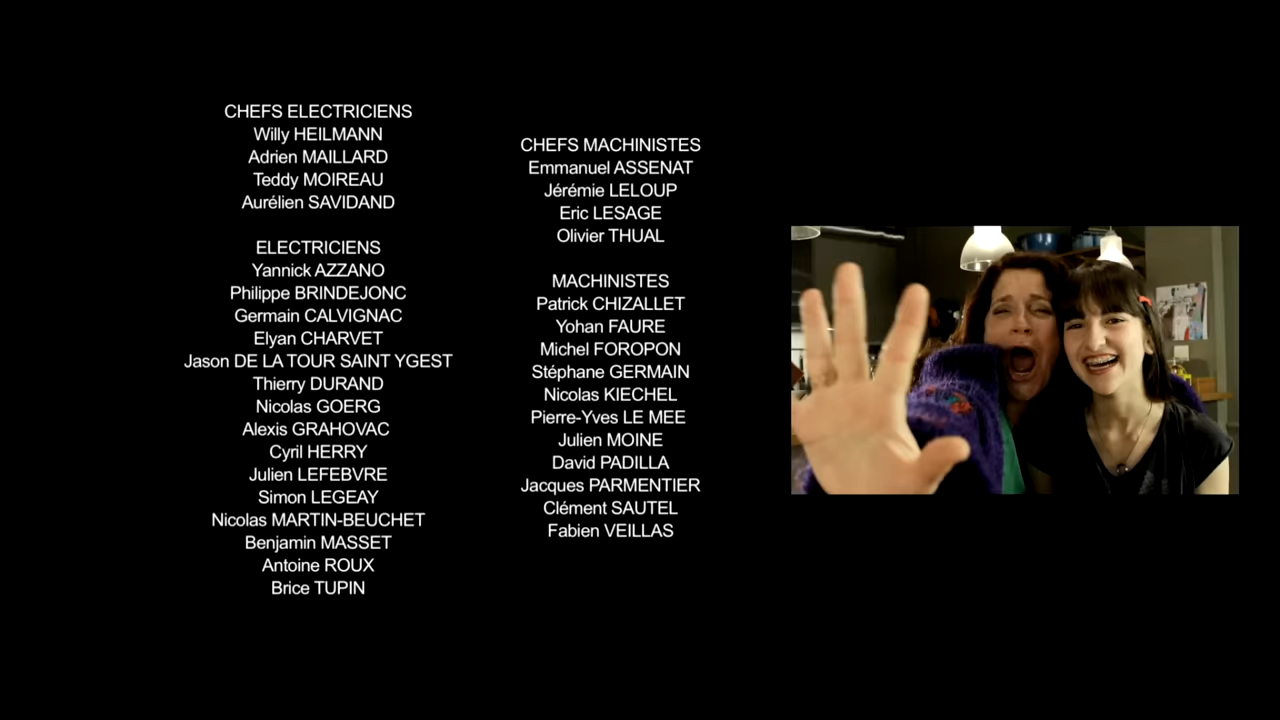 CHEFS ELECTRICIENS
Willy HEILMANN
Adrien MAILLARD
Teddy MOIREAU
Aurélien SAVIDAND
ELECTRICIENS
Yannick AZZANO
Philippe BRINDEJONC
Germain CALVIGNAC
Elyan CHARVET
Jason DE LA TOUR SAINT YGEST
Thierry DURAND
Nicolas GOERG
Alexis GRAHOVAC
Cyril HERRY
Julien LEFEBVRE
Simon LEGEAY
Nicolas MARTIN-BEUCHET
Benjamin MASSET
Antoine ROUX
Brice TUPIN
CHEFS MACHINISTES
Emmanuel ASSENAT
Jérémie LELOUP
Eric LESAGE
Olivier THUAL
MACHINISTES
Patrick CHIZALLET
Yohan FAURE
Michel FOROPON
Stéphane GERMAIN
Nicolas KIECHEL
Pierre-Yves LE MEE
Julien MOINE
David PADILLA
Jacques PARMENTIER
Clément SAUTEL
Fabien VEILLAS